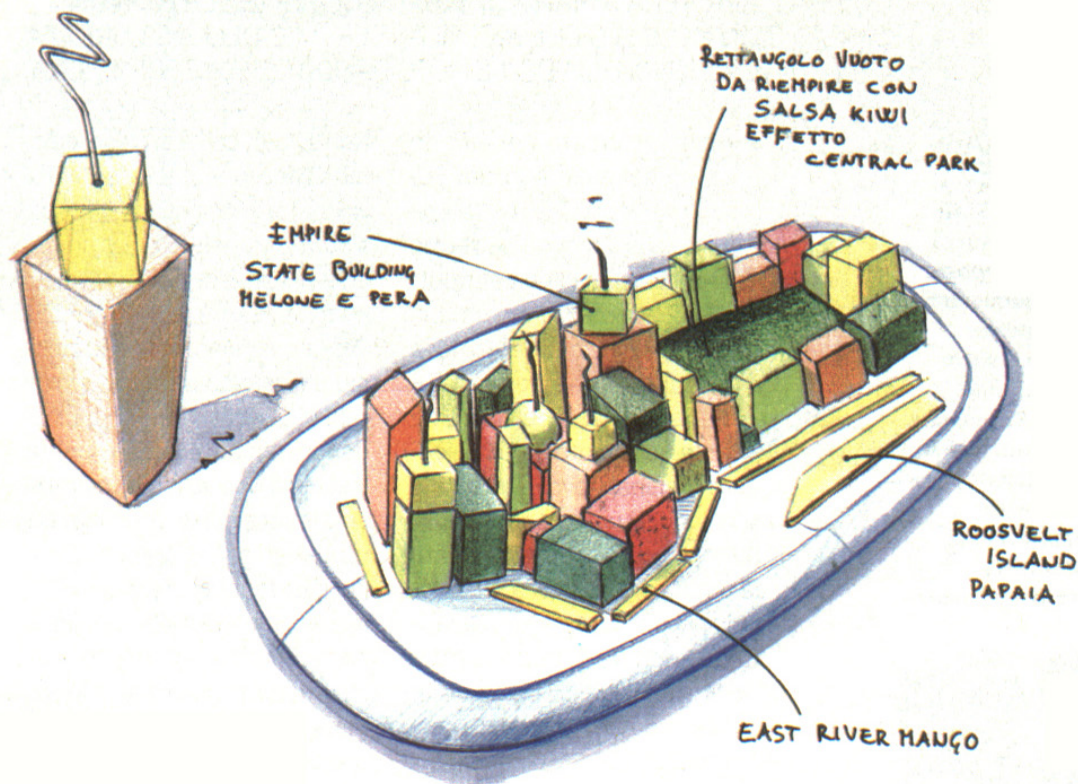 RETTANGOLO VUOTO
DA RIEMPIRE CON
SALSA KIWI
EFFETTO
CENTRAL PARK
EMPIRE
STATE BUILDING
MELONE E PERA
ROOSVELT
ISLAND
PAPAIA
EAST RIVER MANGO